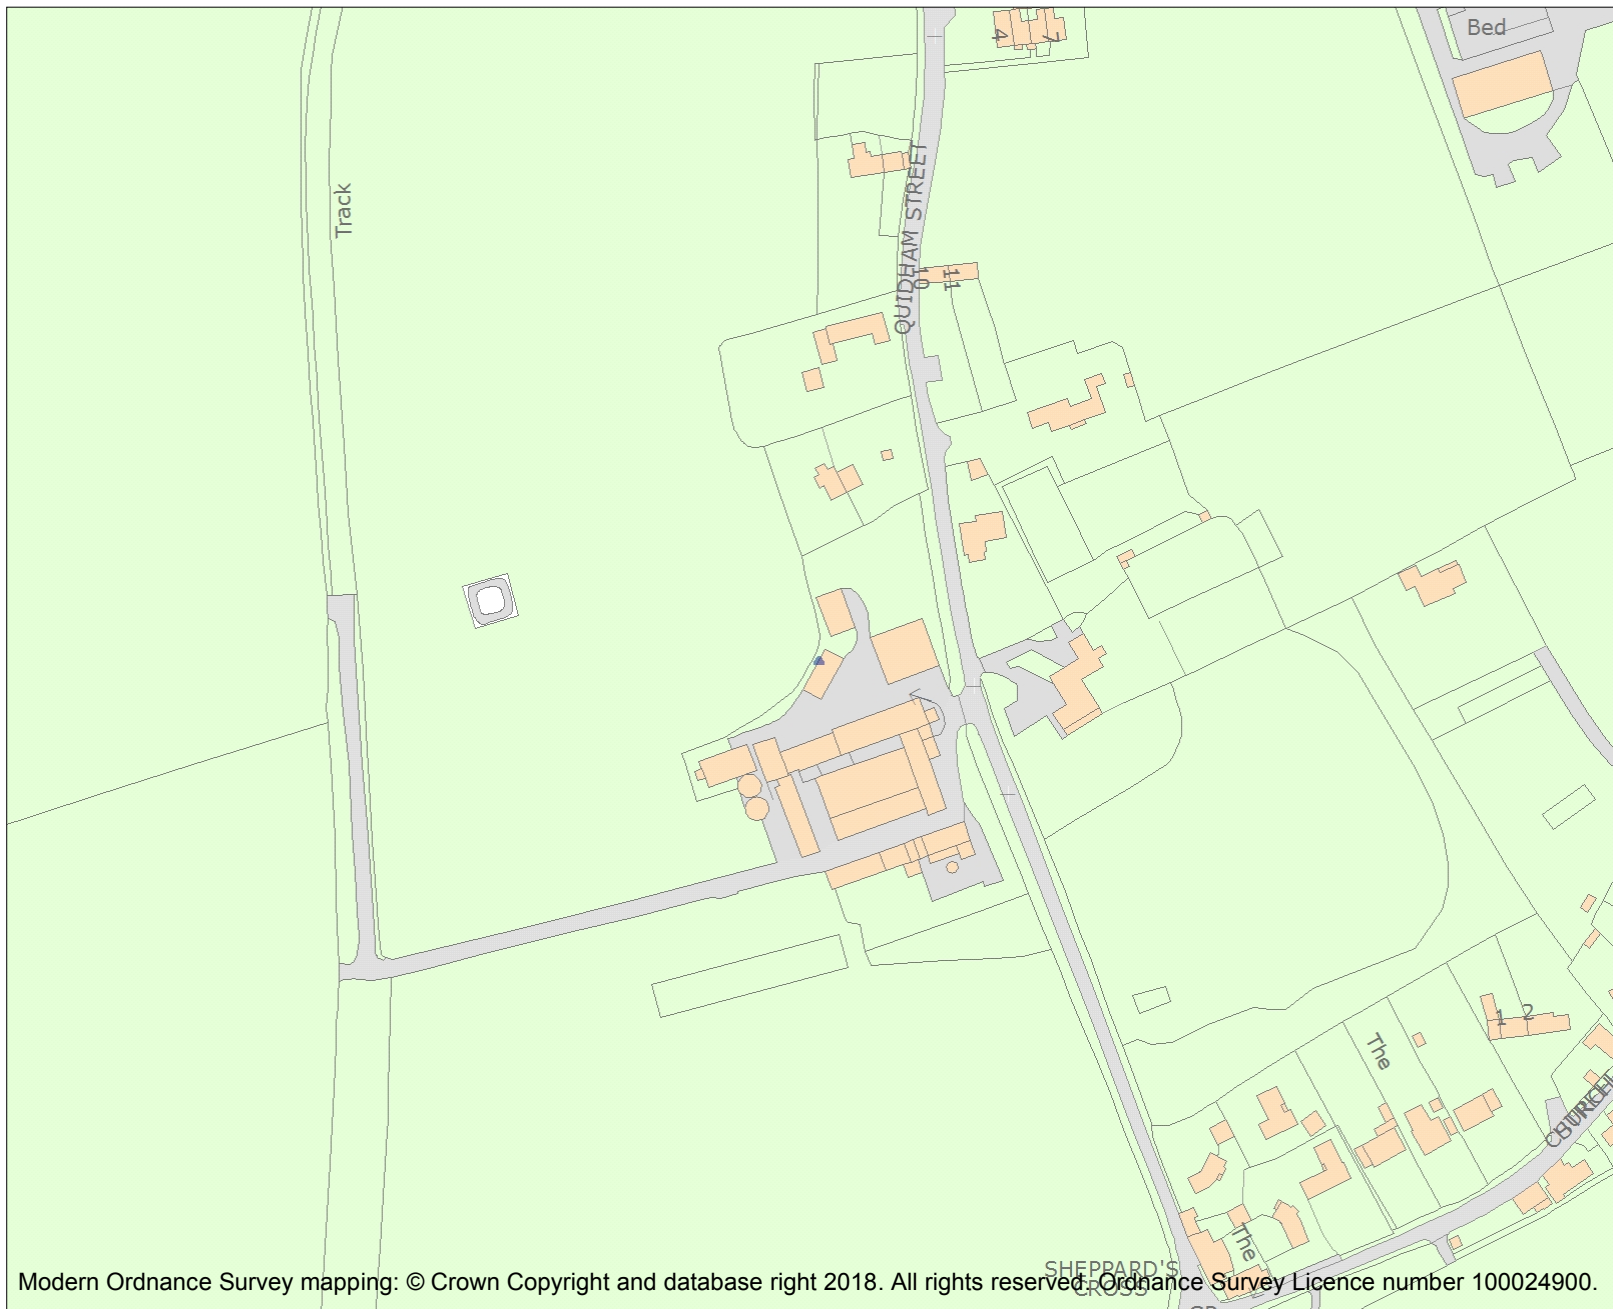 Bed
4
7
Track
QUIDHAM STREET
10
11
The
1
2
The
SHEPPARD'S
CROSS
Modern Ordnance Survey mapping: © Crown Copyright and database right 2018. All rights reserved. Ordnance Survey Licence number 100024900.